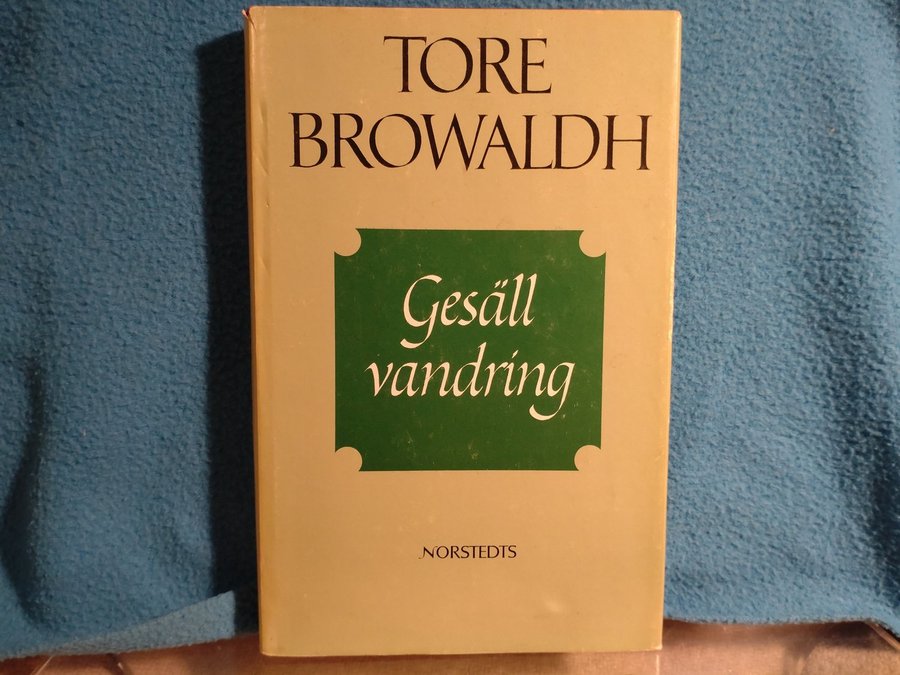 TORE
BROWALDH
Gesäll
vandring
NORSTEDTS